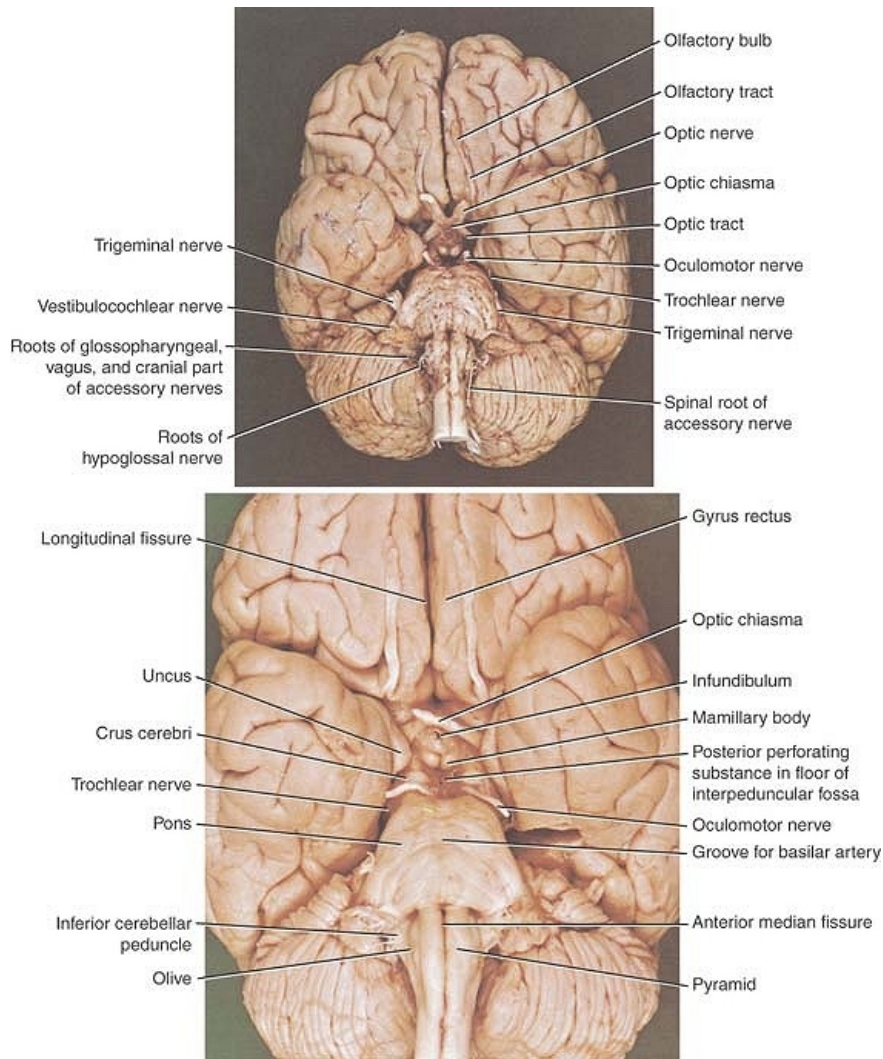 Olfactory bulb
Olfactory tract
Optic nerve
Optic chiasma
Optic tract
Oculomotor nerve
Trochlear nerve
Trigeminal nerve
Spinal root of
accessory nerve
Trigeminal nerve
Vestibulocochlear nerve
Roots of glossopharyngeal,
vagus, and cranial part
of accessory nerves
Roots of
hypoglossal nerve
Longitudinal fissure
Uncus
Crus cerebri
Trochlear nerve
Pons
Inferior cerebellar
peduncle
Olive
Gyrus rectus
Optic chiasma
Infundibulum
Mamillary body
Posterior perforating
substance in floor of
interpeduncular fossa
Oculomotor nerve
Groove for basilar artery
Anterior median fissure
Pyramid